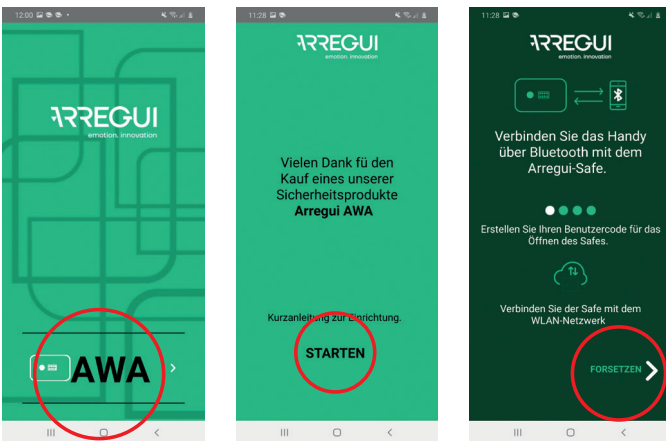 12:00
ARREGUI
emotion. innovation
AWA
11:28
ARREGUI
emotion. innovation
Vielen Dank fü den
Kauf eines unserer
Sicherheitsprodukte
Arregui AWA
Kurzanleitung zur Einrichtung.
STARTEN
11:28
ARREGUI
emotion. innovation
Verbinden Sie das Handy
über Bluetooth mit dem
Arregui-Safe.
Erstellen Sie Ihren Benutzercode für das
Öffnen des Safes.
Verbinden Sie der Safe mit dem
WLAN-Netzwerk
FORSETZEN